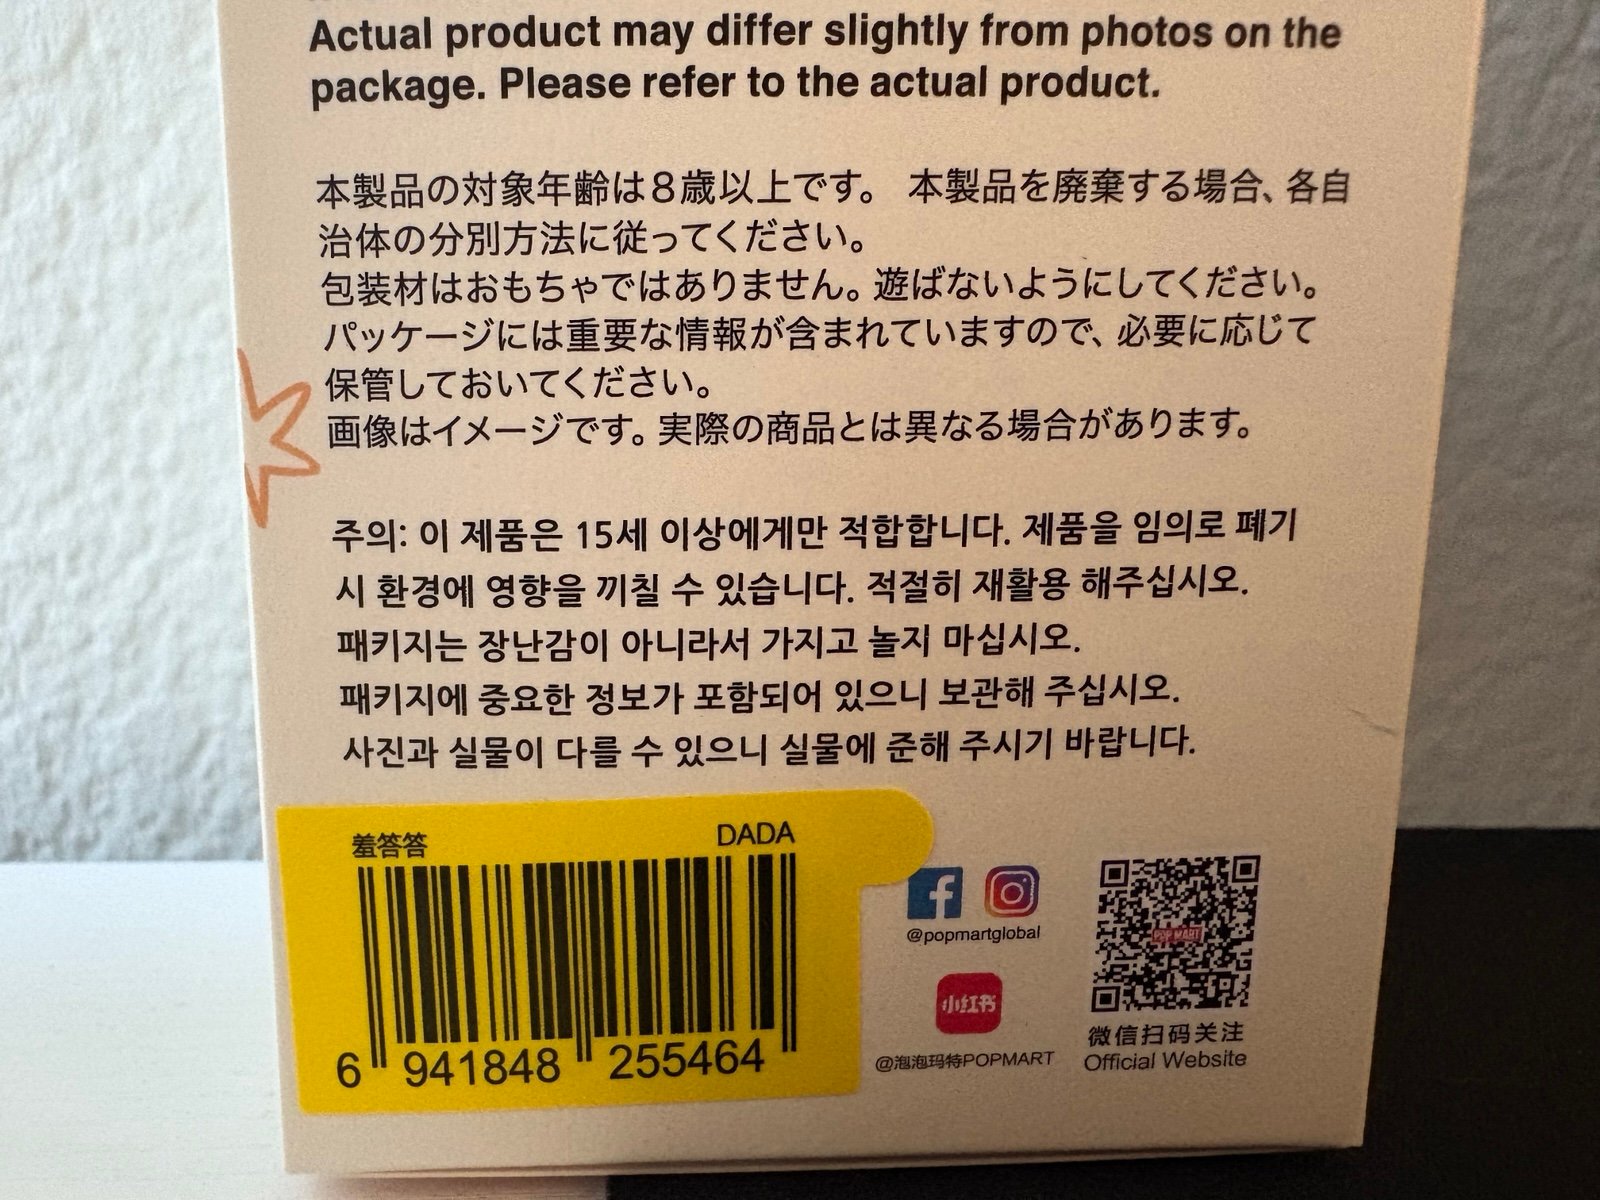 Actual product may differ slightly from photos on the
package. Please refer to the actual product.
本製品の対象年齢は8歳以上です。 本製品を廃棄する場合、各自
治体の分別方法に従ってください。
包装材はおもちゃではありません。遊ばないようにしてください。
パッケージには重要な情報が含まれていますので、必要に応じて
保管しておいてください。
画像はイメージです。実際の商品とは異なる場合があります。
주의: 이 제품은 15세 이상에게만 적합합니다. 제품을 임의로 폐기
시 환경에 영향을 끼칠 수 있습니다. 적절히 재활용 해주십시오.
패키지는 장난감이 아니라서 가지고 놀지 마십시오.
패키지에 중요한 정보가 포함되어 있으니 보관해 주십시오.
사진과 실물이 다를 수 있으니 실물에 준해 주시기 바랍니다.
羞答答 DADA
6 941848 255464
@popmartglobal
小红书
@泡泡玛特POPMART
POP MART
微信扫码关注
Official Website